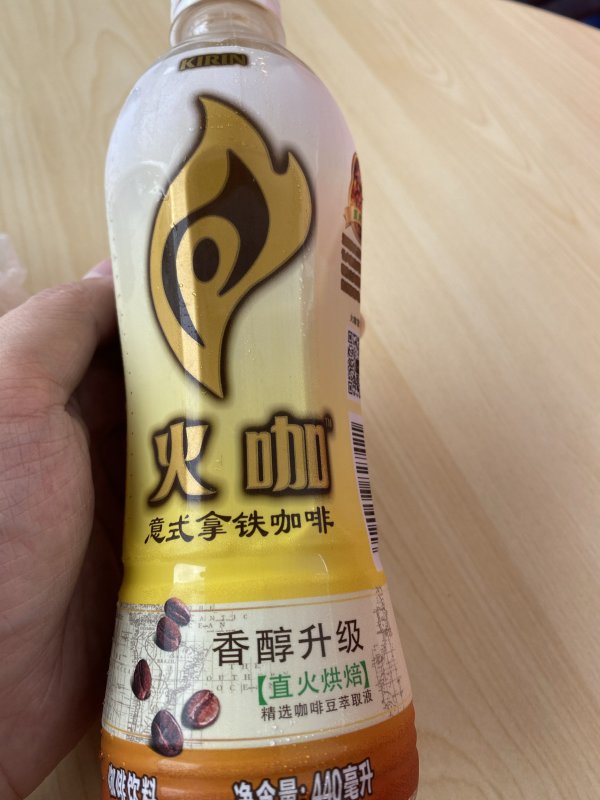 KIRIN
火咖
TM
意式拿铁咖啡
香醇升级
【直火烘焙】
精选咖啡豆萃取液
咖啡饮料
净含量:440毫升